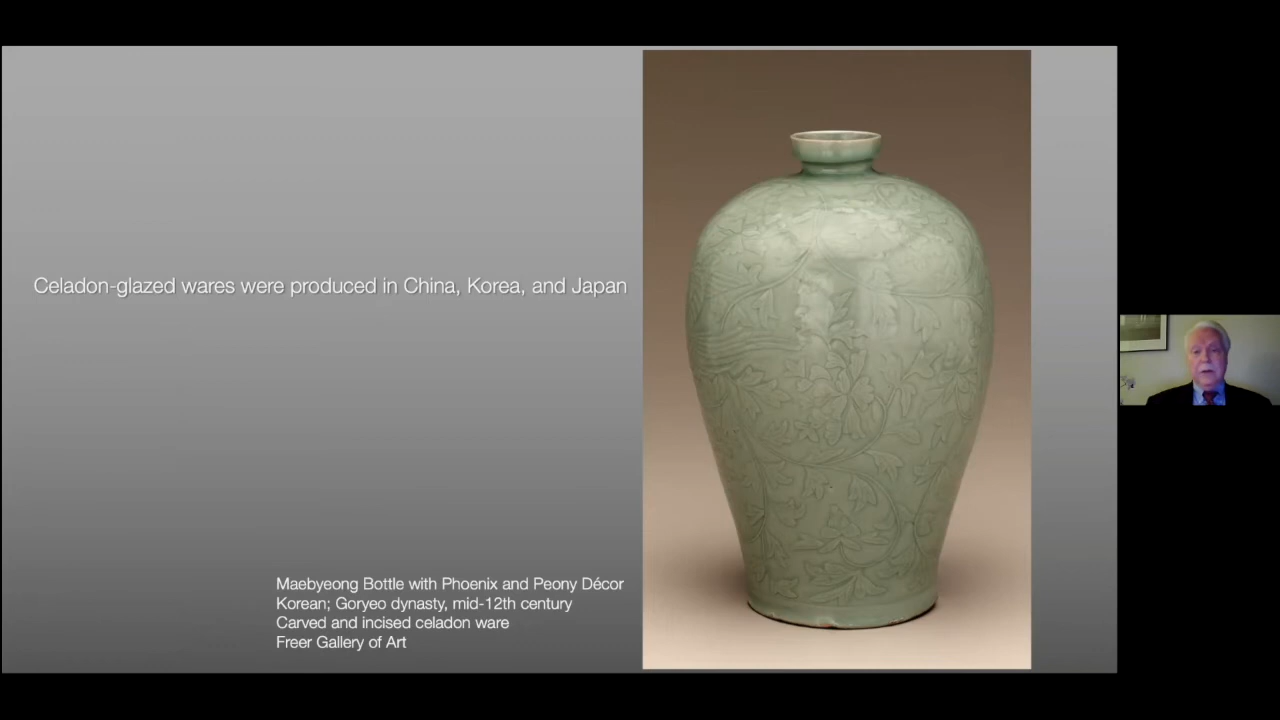 Celadon-glazed wares were produced in China, Korea, and Japan
Maebyeong Bottle with Phoenix and Peony Décor
Korean; Goryeo dynasty, mid-12th century
Carved and incised celadon ware
Freer Gallery of Art